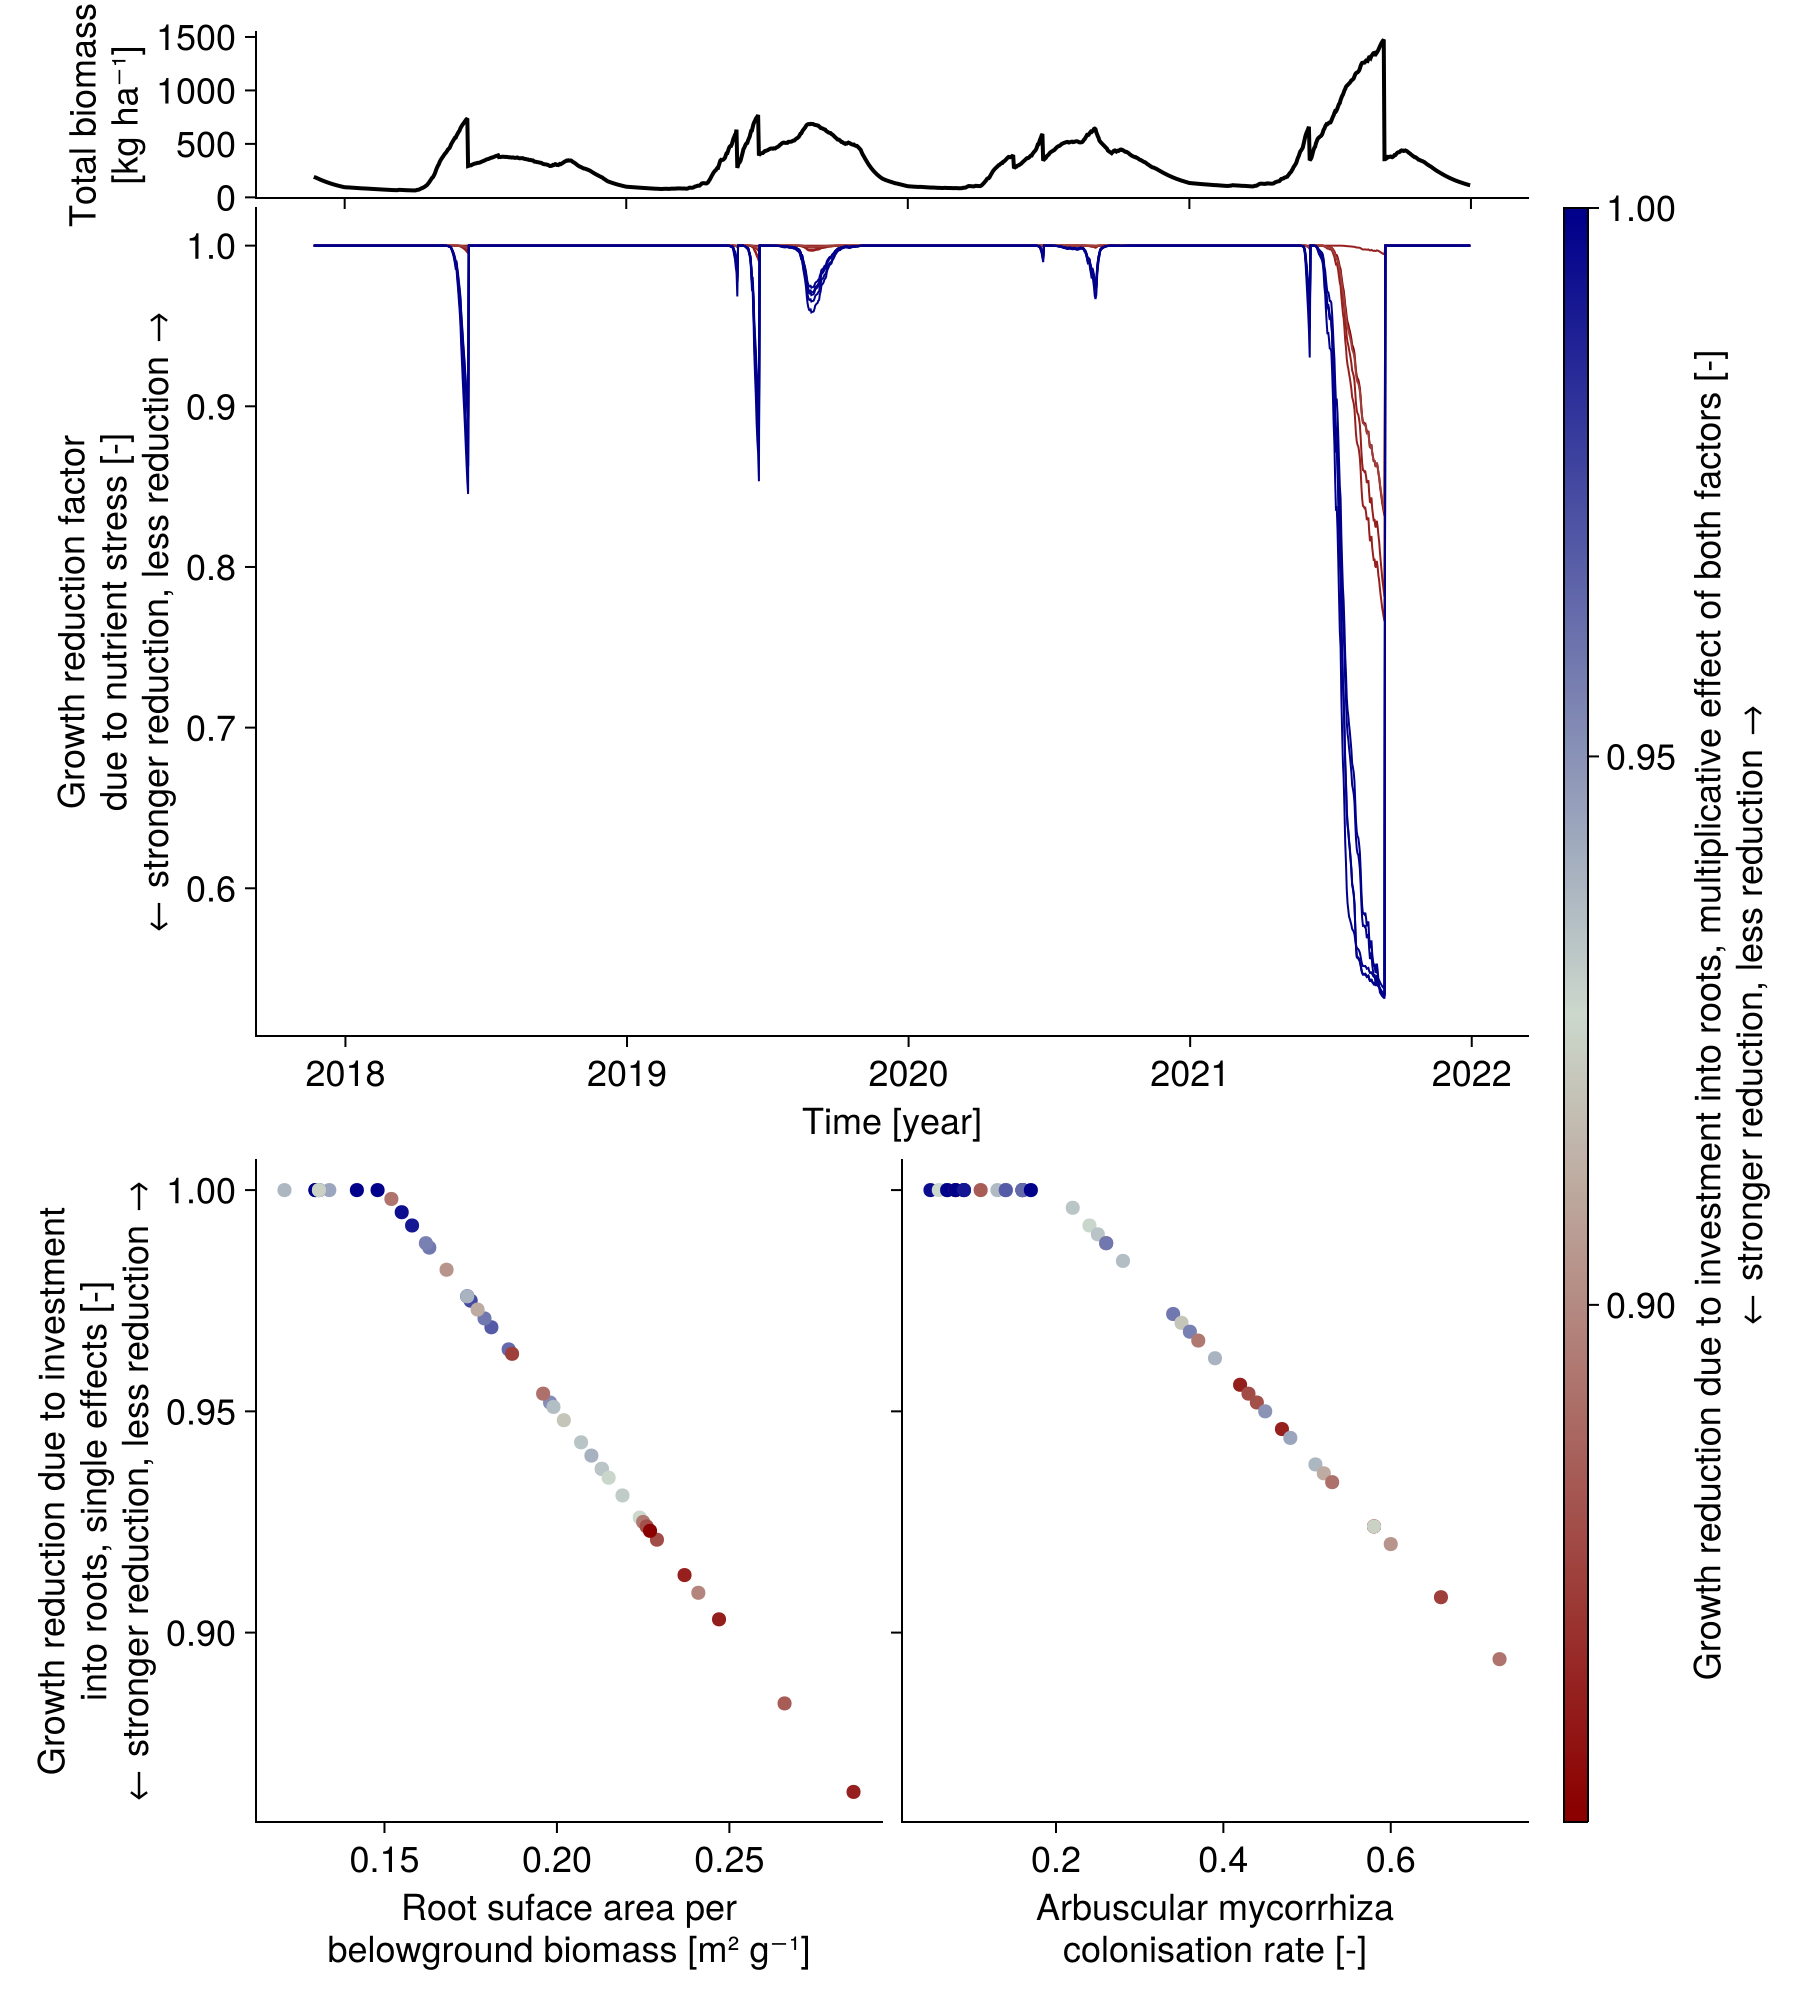 Total biomass
[kg ha⁻¹]
1500
1000
500
0
Growth reduction factor
due to nutrient stress [-]
← stronger reduction, less reduction →
1.0
0.9
0.8
0.7
0.6
2018 2019 2020 2021 2022
Time [year]
Growth reduction due to investment
into roots, single effects [-]
← stronger reduction, less reduction →
1.00
0.95
0.90
0.15 0.20 0.25
Root suface area per
belowground biomass [m² g⁻¹]
0.2 0.4 0.6
Arbuscular mycorrhiza
colonisation rate [-]
1.00
0.95
0.90
Growth reduction due to investment into roots, multiplicative effect of both factors [-]
← stronger reduction, less reduction →